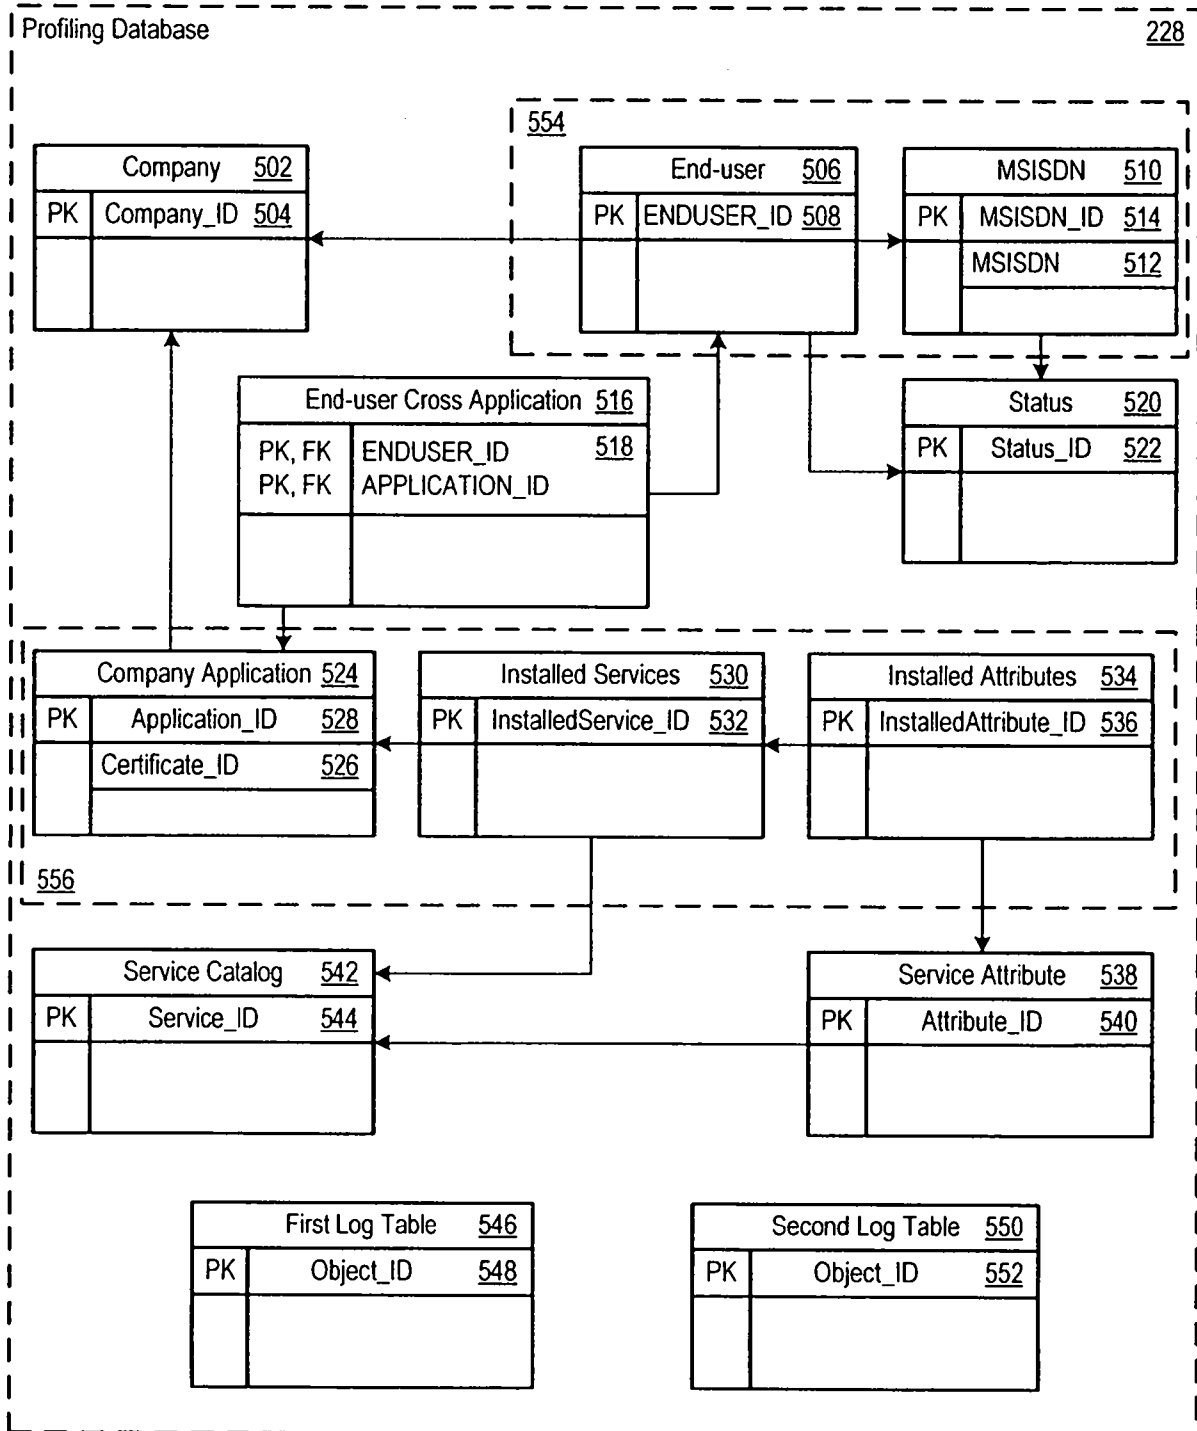 Profiling Database 228
554
Company 502
PK Company_ID 504
End-user 506
PK ENDUSER_ID 508
MSISDN 510
PK MSISDN_ID 514
MSISDN 512
End-user Cross Application 516
PK, FK ENDUSER_ID 518
PK, FK APPLICATION_ID
Status 520
PK Status_ID 522
Company Application 524
PK Application_ID 528
Certificate_ID 526
Installed Services 530
PK InstalledService_ID 532
Installed Attributes 534
PK InstalledAttribute_ID 536
556
Service Catalog 542
PK Service_ID 544
Service Attribute 538
PK Attribute_ID 540
First Log Table 546
PK Object_ID 548
Second Log Table 550
PK Object_ID 552